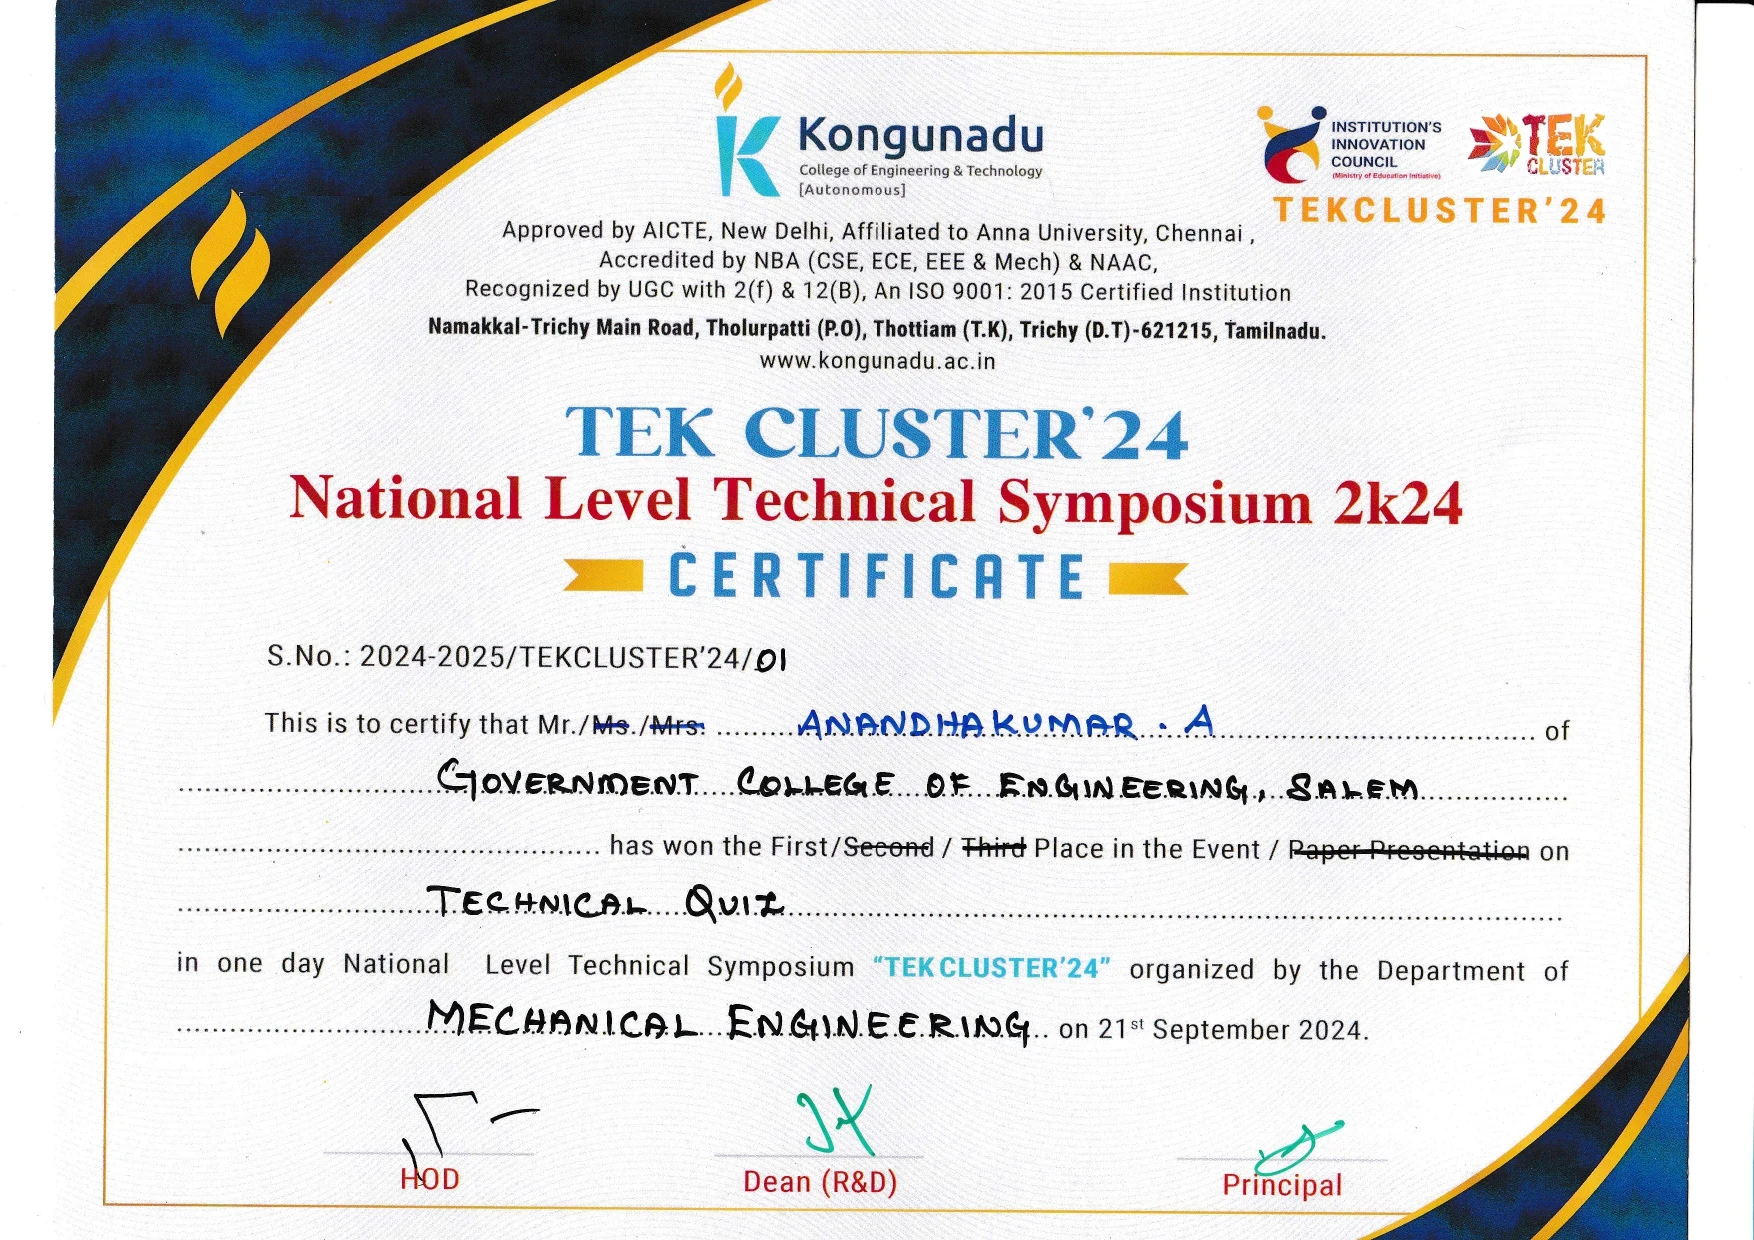 Kongunadu
College of Engineering & Technology
[Autonomous]
INSTITUTION'S
INNOVATION
COUNCIL
(Ministry of Education Initiative)
TEK
CLUSTER
TEKCLUSTER'24
Approved by AICTE, New Delhi, Affiliated to Anna University, Chennai ,
Accredited by NBA (CSE, ECE, EEE & Mech) & NAAC,
Recognized by UGC with 2(f) & 12(B), An ISO 9001: 2015 Certified Institution
Namakkal-Trichy Main Road, Tholurpatti (P.O), Thottiam (T.K), Trichy (D.T)-621215, Tamilnadu.
www.kongunadu.ac.in
TEK CLUSTER'24
National Level Technical Symposium 2k24
CERTIFICATE
S.No.: 2024-2025/TEKCLUSTER'24/01
This is to certify that Mr./Ms./Mrs. ANANDHAKUMAR . A of
GOVERNMENT COLLEGE OF ENGINEERING, SALEM
has won the First/Second / Third Place in the Event / Paper Presentation on
TECHNICAL QUIZ
in one day National Level Technical Symposium “TEKCLUSTER'24” organized by the Department of
MECHANICAL ENGINEERING on 21st September 2024.
HOD Dean (R&D) Principal